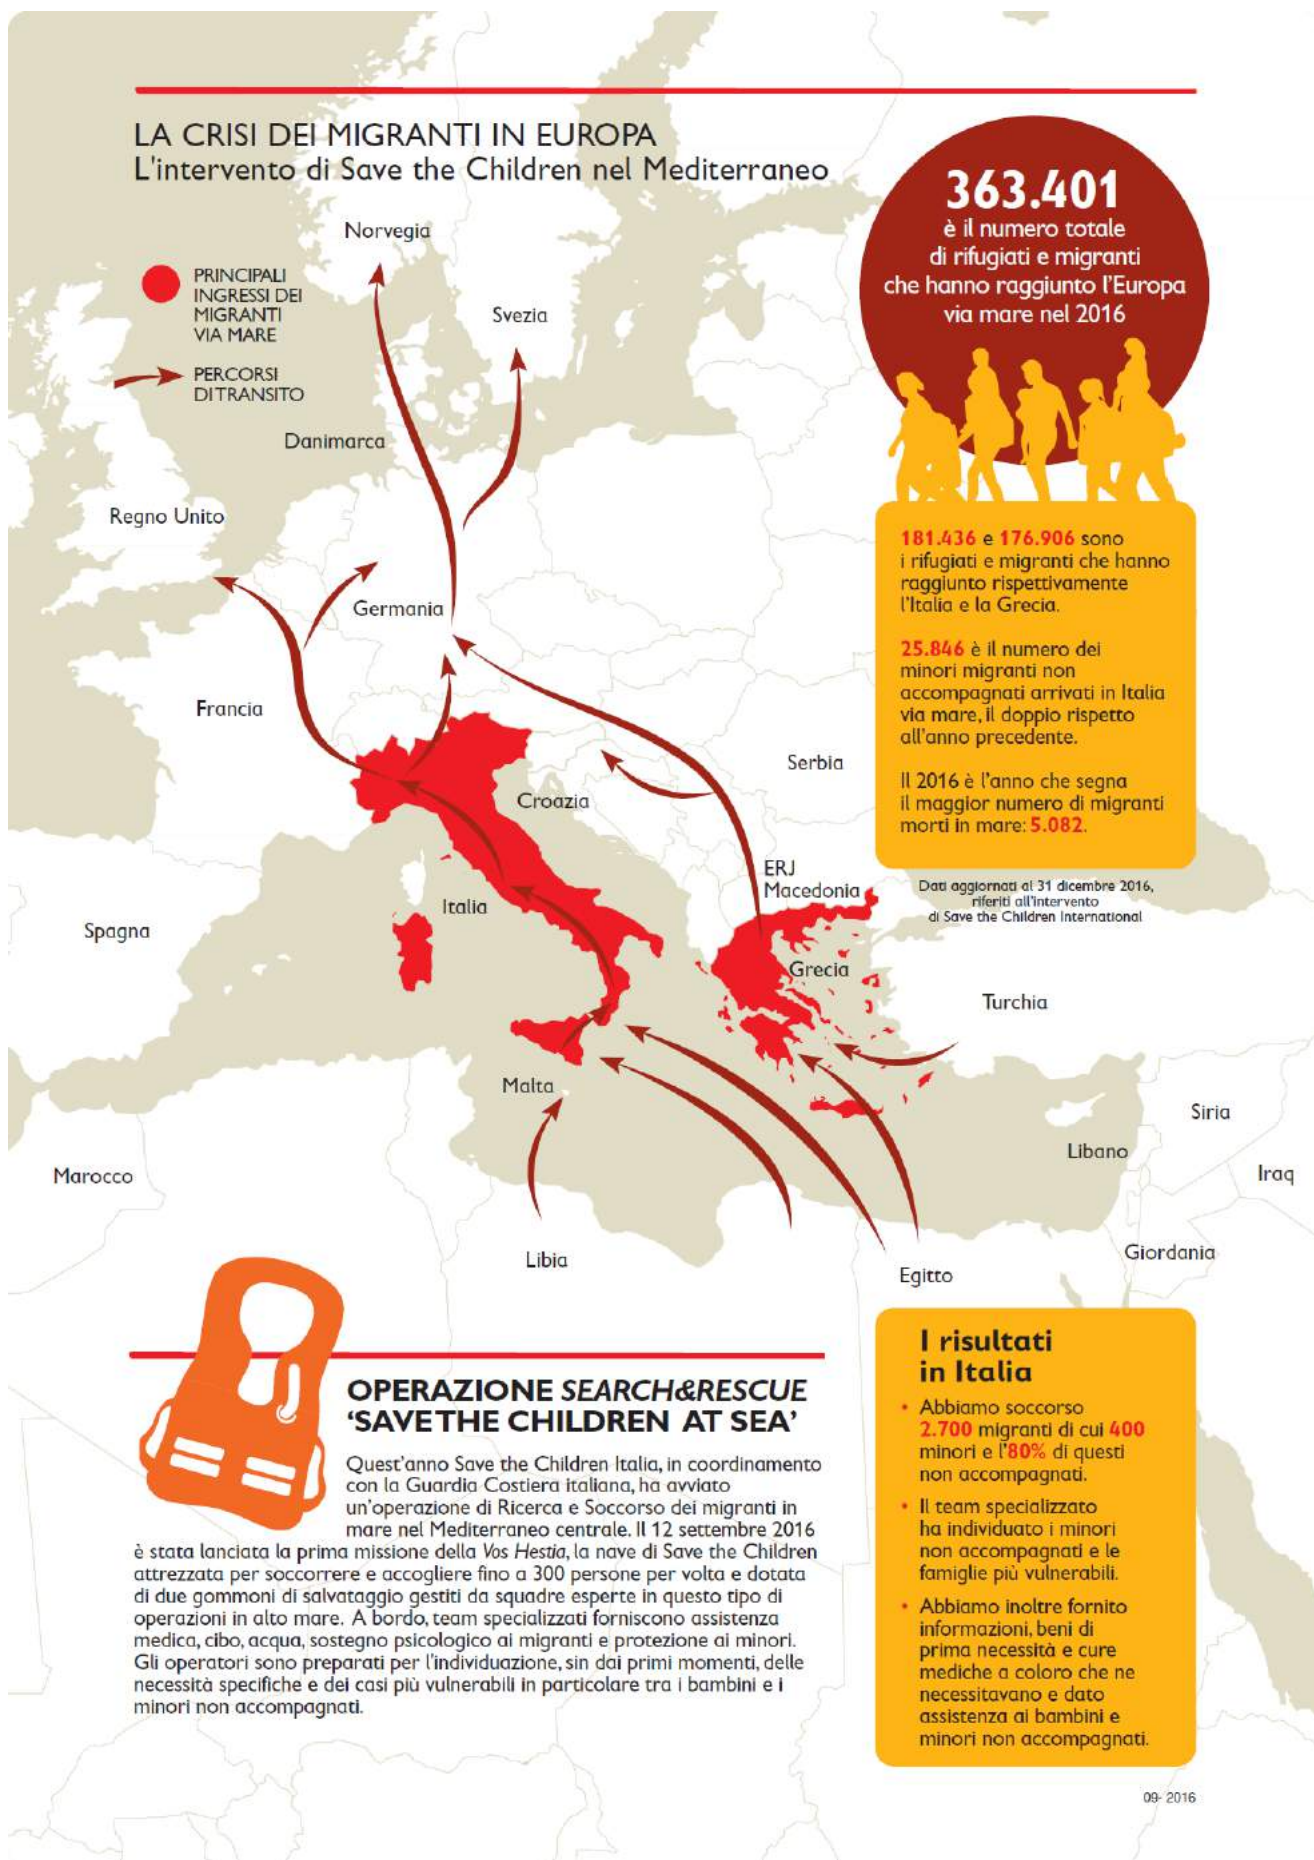 LA CRISI DEI MIGRANTI IN EUROPA
L'intervento di Save the Children nel Mediterraneo
PRINCIPALI
INGRESSI DEI
MIGRANTI
VIA MARE
PERCORSI
DI TRANSITO
363.401
è il numero totale
di rifugiati e migranti
che hanno raggiunto l'Europa
via mare nel 2016
181.436 e 176.906 sono
i rifugiati e migranti che hanno
raggiunto rispettivamente
l'Italia e la Grecia.
25.846 è il numero dei
minori migranti non
accompagnati arrivati in Italia
via mare, il doppio rispetto
all'anno precedente.
Il 2016 è l'anno che segna
il maggior numero di migranti
morti in mare: 5.082.
Dati aggiornati al 31 dicembre 2016,
riferiti all'intervento
di Save the Children International
Norvegia
Svezia
Danimarca
Regno Unito
Germania
Francia
Serbia
Croazia
ERJ
Macedonia
Italia
Spagna
Grecia
Turchia
Malta
Siria
Libano
Marocco
Iraq
Giordania
Libia
Egitto
OPERAZIONE SEARCH&RESCUE
'SAVE THE CHILDREN AT SEA'
Quest'anno Save the Children Italia, in coordinamento
con la Guardia Costiera italiana, ha avviato
un'operazione di Ricerca e Soccorso dei migranti in
mare nel Mediterraneo centrale. Il 12 settembre 2016
è stata lanciata la prima missione della Vos Hestia, la nave di Save the Children
attrezzata per soccorrere e accogliere fino a 300 persone per volta e dotata
di due gommoni di salvataggio gestiti da squadre esperte in questo tipo di
operazioni in alto mare. A bordo, team specializzati forniscono assistenza
medica, cibo, acqua, sostegno psicologico ai migranti e protezione ai minori.
Gli operatori sono preparati per l'individuazione, sin dai primi momenti, delle
necessità specifiche e dei casi più vulnerabili in particolare tra i bambini e i
minori non accompagnati.
I risultati
in Italia
• Abbiamo soccorso
2.700 migranti di cui 400
minori e l'80% di questi
non accompagnati.
• Il team specializzato
ha individuato i minori
non accompagnati e le
famiglie più vulnerabili.
• Abbiamo inoltre fornito
informazioni, beni di
prima necessità e cure
mediche a coloro che ne
necessitavano e dato
assistenza ai bambini e
minori non accompagnati.
09- 2016